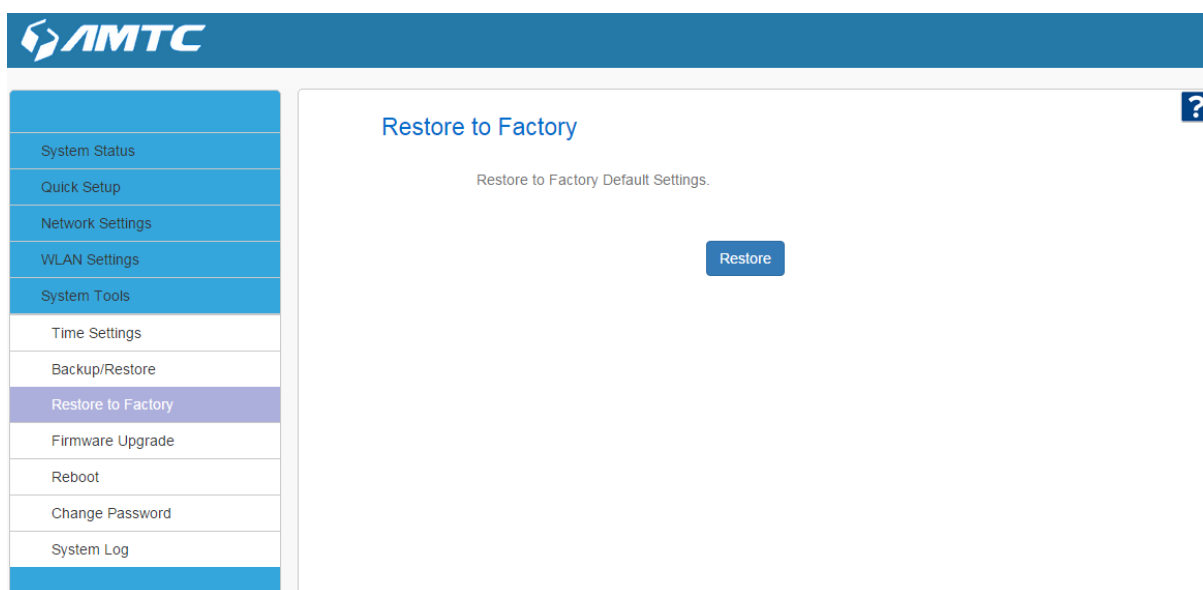 AMTC
System Status
Quick Setup
Network Settings
WLAN Settings
System Tools
Time Settings
Backup/Restore
Restore to Factory
Firmware Upgrade
Reboot
Change Password
System Log
Restore to Factory
Restore to Factory Default Settings.
Restore
?